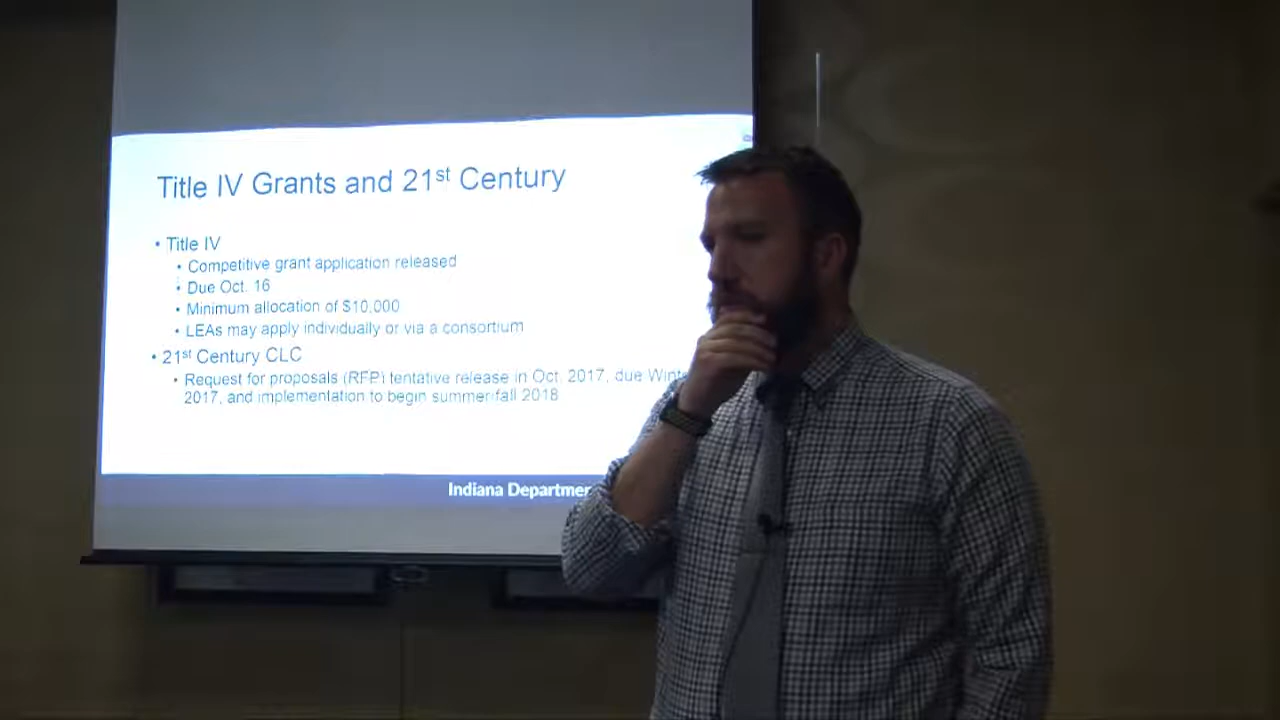 Title IV Grants and 21st Century
• Title IV
• Competitive grant application released
• Due Oct. 16
• Minimum allocation of $10,000
• LEAs may apply individually or via a consortium
• 21st Century CLC
• Request for proposals (RFP) tentative release in Oct. 2017, due Winte
2017, and implementation to begin summer/fall 2018
Indiana Departmen